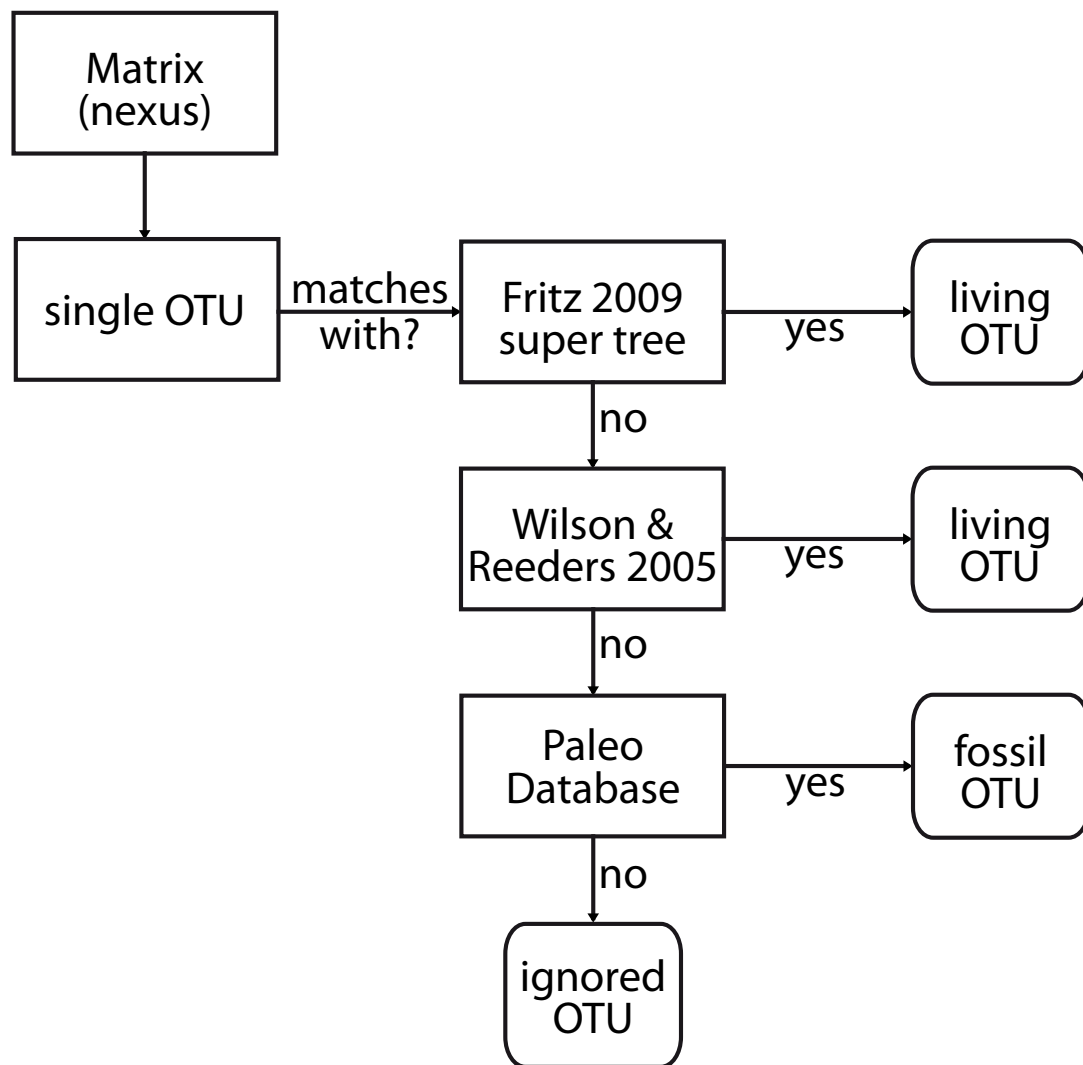 Matrix
(nexus)
single OTU
matches
with?
Fritz 2009
super tree
yes
living
OTU
no
Wilson &
Reeders 2005
yes
living
OTU
no
Paleo
Database
yes
fossil
OTU
no
ignored
OTU